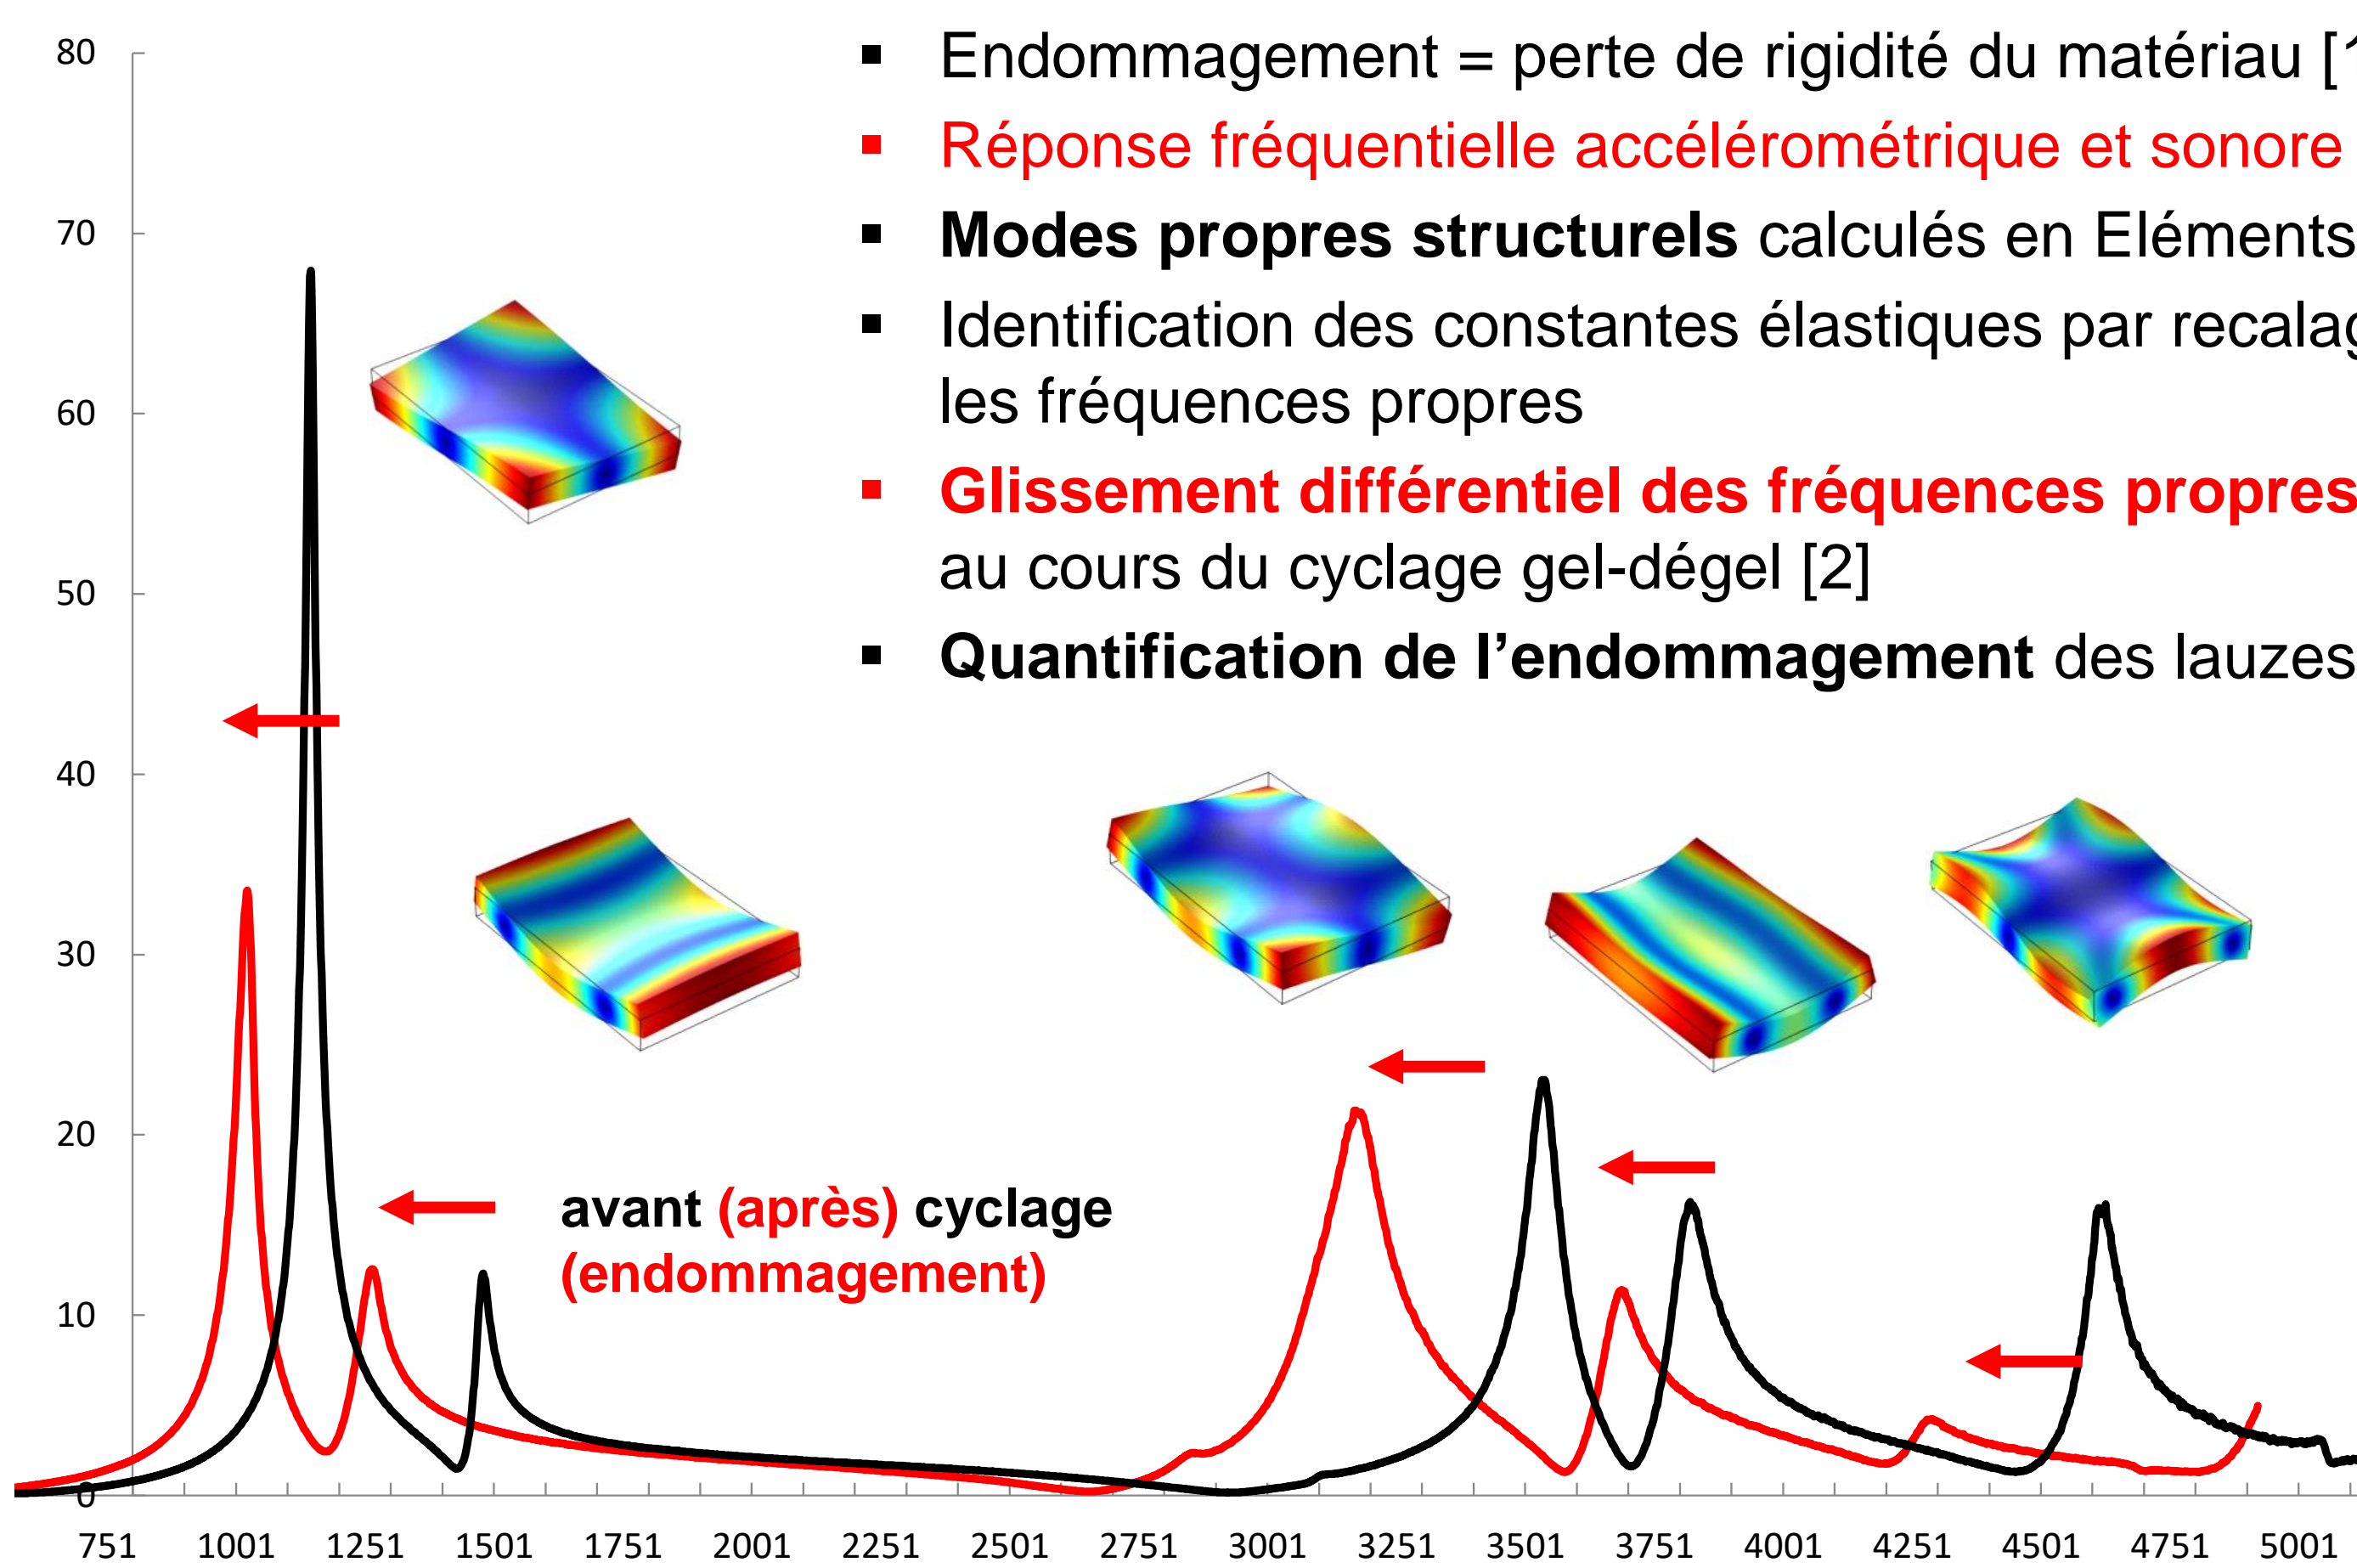 Endommagement = perte de rigidité du matériau [1
Réponse fréquentielle accélérométrique et sonore
Modes propres structurels calculés en Eléments
Identification des constantes élastiques par recalag
les fréquences propres
Glissement différentiel des fréquences propres
au cours du cyclage gel-dégel [2]
Quantification de l’endommagement des lauzes
80
70
60
50
40
30
20
10
0
avant (après) cyclage
(endommagement)
751 1001 1251 1501 1751 2001 2251 2501 2751 3001 3251 3501 3751 4001 4251 4501 4751 5001